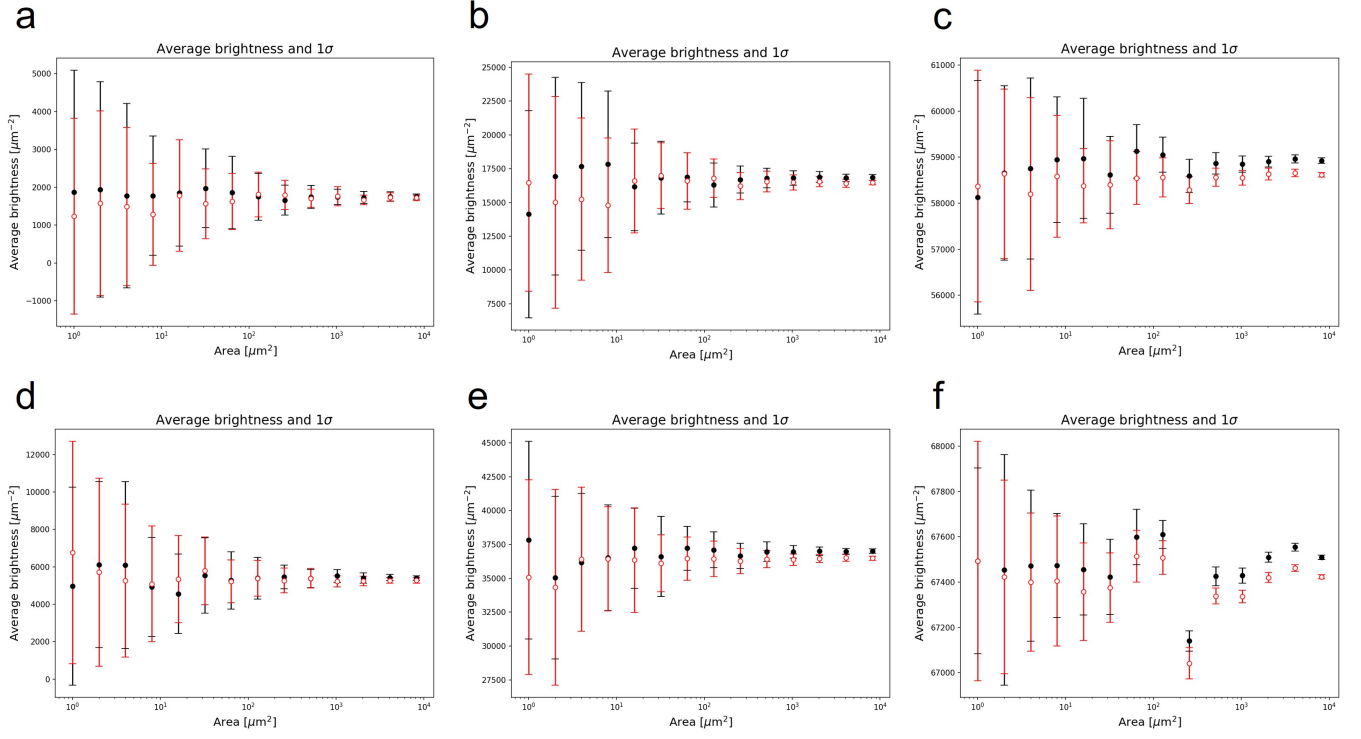 a
b
c
Average brightness and 1σ
Average brightness and 1σ
Average brightness and 1σ
Average brightness [μm⁻²]
5000
4000
3000
2000
1000
0
−1000
10⁰ 10¹ 10² 10³ 10⁴
Area [μm²]
Average brightness [μm⁻²]
25000
22500
20000
17500
15000
12500
10000
7500
10⁰ 10¹ 10² 10³ 10⁴
Area [μm²]
Average brightness [μm⁻²]
61000
60000
59000
58000
57000
56000
10⁰ 10¹ 10² 10³ 10⁴
Area [μm²]
d
e
f
Average brightness and 1σ
Average brightness and 1σ
Average brightness and 1σ
Average brightness [μm⁻²]
12000
10000
8000
6000
4000
2000
0
10⁰ 10¹ 10² 10³ 10⁴
Area [μm²]
Average brightness [μm⁻²]
45000
42500
40000
37500
35000
32500
30000
27500
10⁰ 10¹ 10² 10³ 10⁴
Area [μm²]
Average brightness [μm⁻²]
68000
67800
67600
67400
67200
67000
10⁰ 10¹ 10² 10³ 10⁴
Area [μm²]